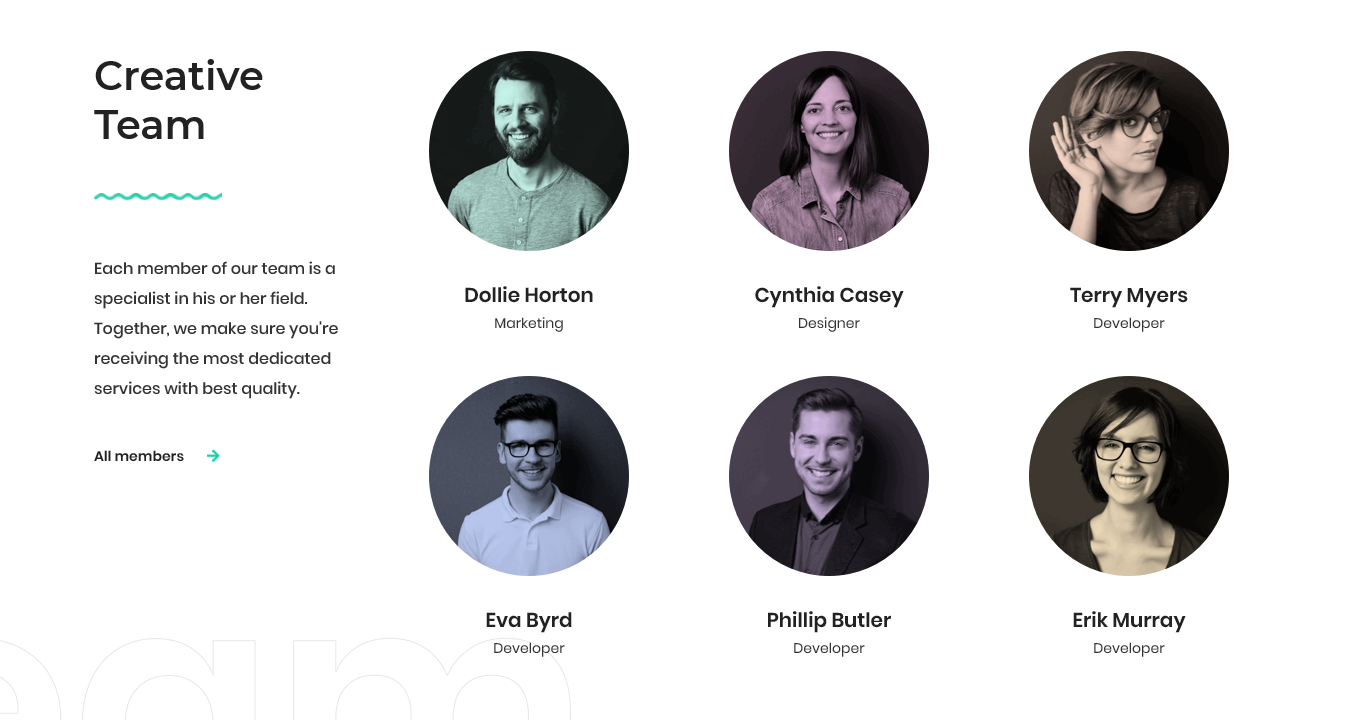 Creative
Team
Each member of our team is a
specialist in his or her field.
Together, we make sure you're
receiving the most dedicated
services with best quality.
All members
Dollie Horton
Marketing
Cynthia Casey
Designer
Terry Myers
Developer
Eva Byrd
Developer
Phillip Butler
Developer
Erik Murray
Developer
eam